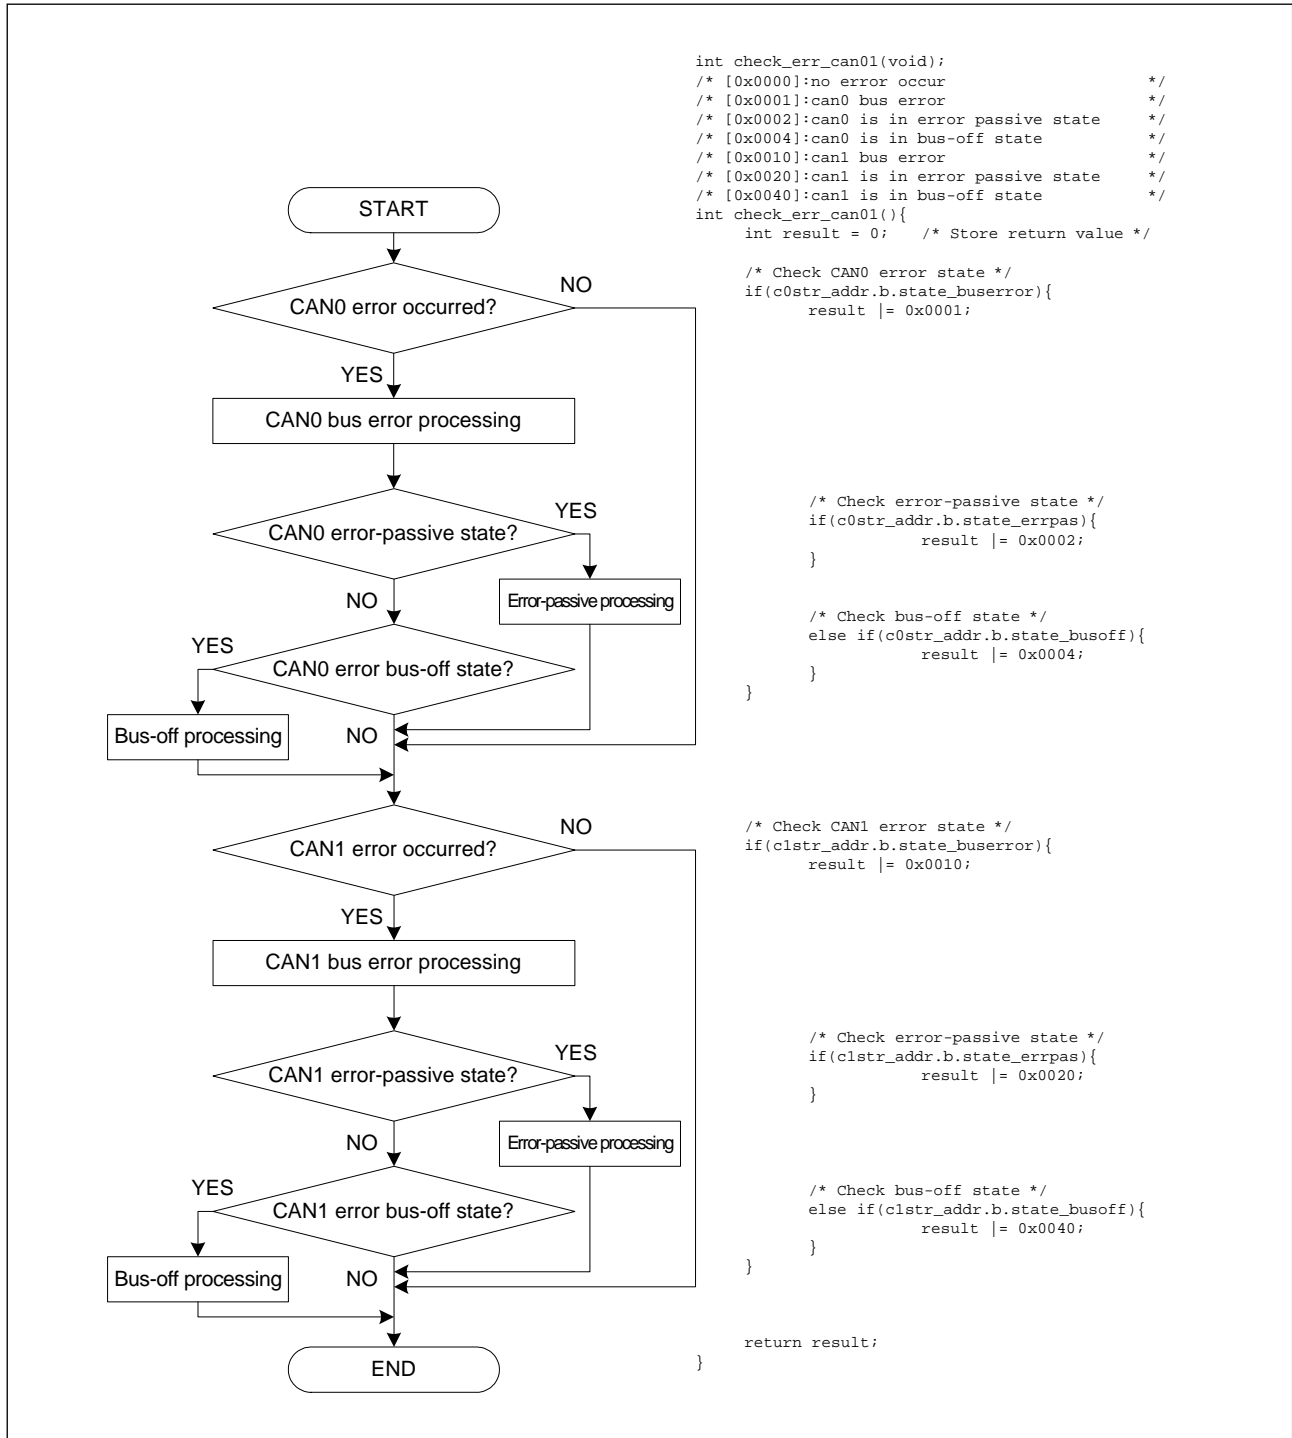 START
CAN0 error occurred?
NO
YES
CAN0 bus error processing
CAN0 error-passive state?
YES
Error-passive processing
NO
CAN0 error bus-off state?
YES
Bus-off processing
NO
CAN1 error occurred?
NO
YES
CAN1 bus error processing
CAN1 error-passive state?
YES
Error-passive processing
NO
CAN1 error bus-off state?
YES
Bus-off processing
NO
END
int check_err_can01(void);
/* [0x0000]:no error occur */
/* [0x0001]:can0 bus error */
/* [0x0002]:can0 is in error passive state */
/* [0x0004]:can0 is in bus-off state */
/* [0x0010]:can1 bus error */
/* [0x0020]:can1 is in error passive state */
/* [0x0040]:can1 is in bus-off state */
int check_err_can01(){
int result = 0; /* Store return value */
/* Check CAN0 error state */
if(c0str_addr.b.state_buserror){
result |= 0x0001;
/* Check error-passive state */
if(c0str_addr.b.state_errpas){
result |= 0x0002;
}
/* Check bus-off state */
else if(c0str_addr.b.state_busoff){
result |= 0x0004;
}
}
/* Check CAN1 error state */
if(c1str_addr.b.state_buserror){
result |= 0x0010;
/* Check error-passive state */
if(c1str_addr.b.state_errpas){
result |= 0x0020;
}
/* Check bus-off state */
else if(c1str_addr.b.state_busoff){
result |= 0x0040;
}
}
return result;
}